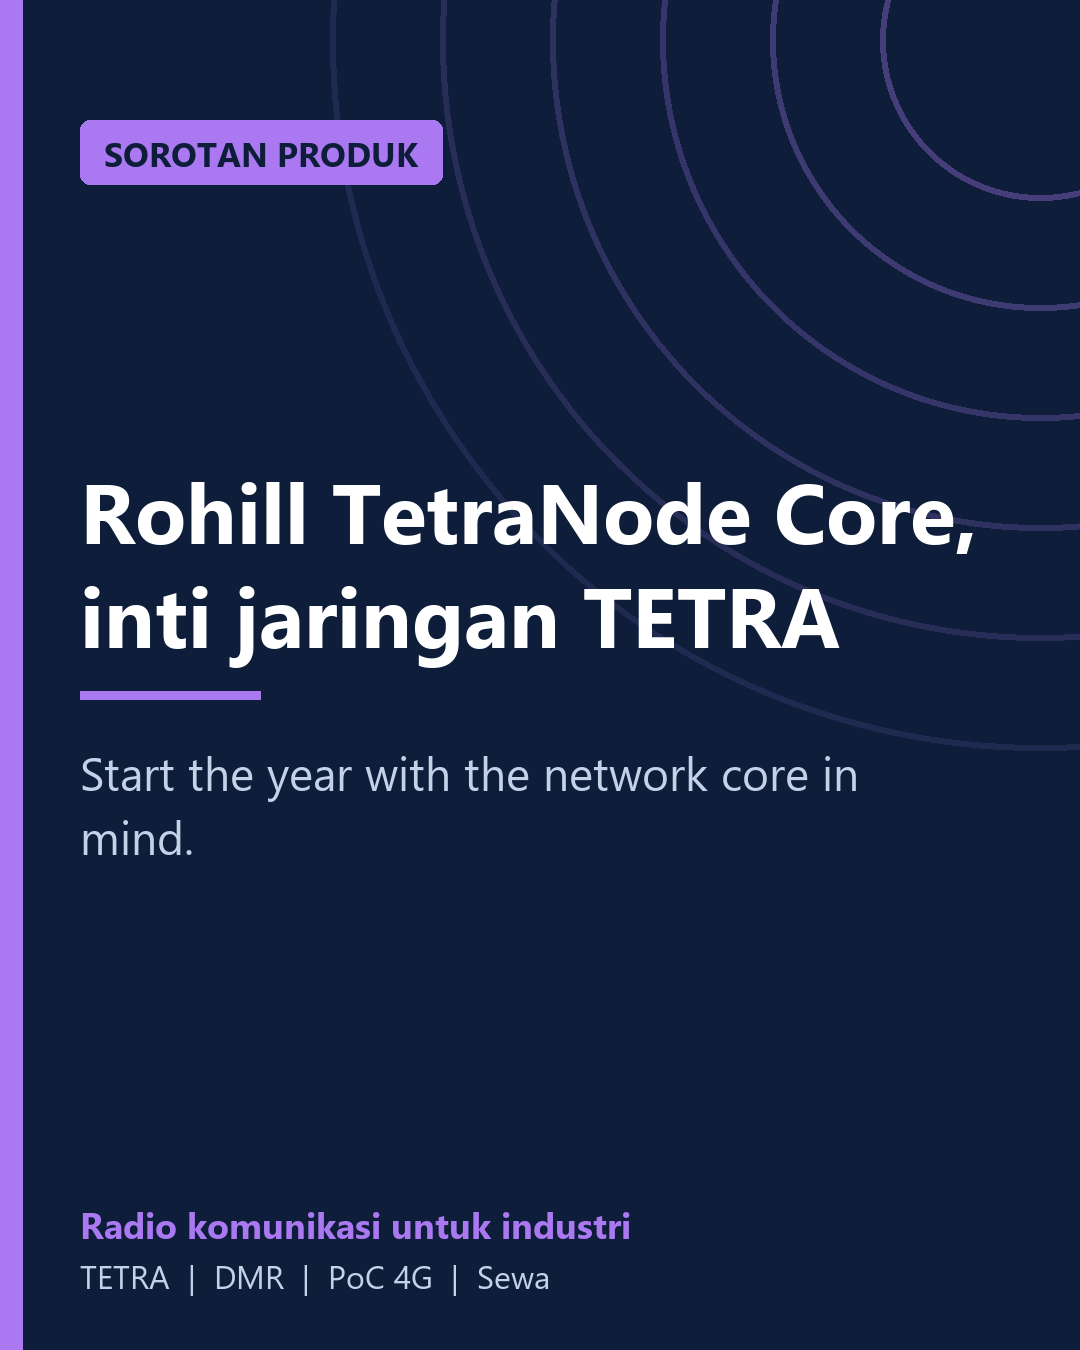 SOROTAN PRODUK
Rohill TetraNode Core,
inti jaringan TETRA
Start the year with the network core in
mind.
Radio komunikasi untuk industri
TETRA | DMR | PoC 4G | Sewa